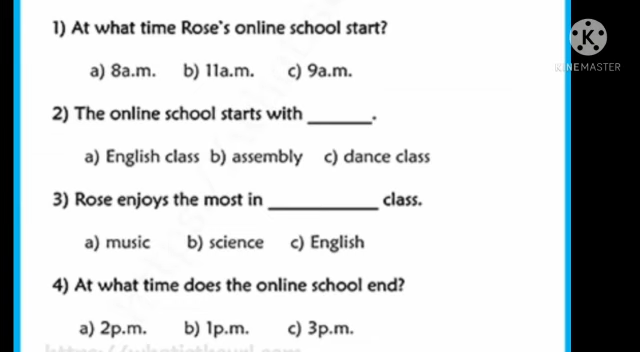 1) At what time Rose's online school start?
a) 8a.m. b) 11a.m. c) 9a.m.
KINEMASTER
2) The online school starts with ______.
a) English class b) assembly c) dance class
3) Rose enjoys the most in __________ class.
a) music b) science c) English
4) At what time does the online school end?
a) 2p.m. b) 1p.m. c) 3p.m.